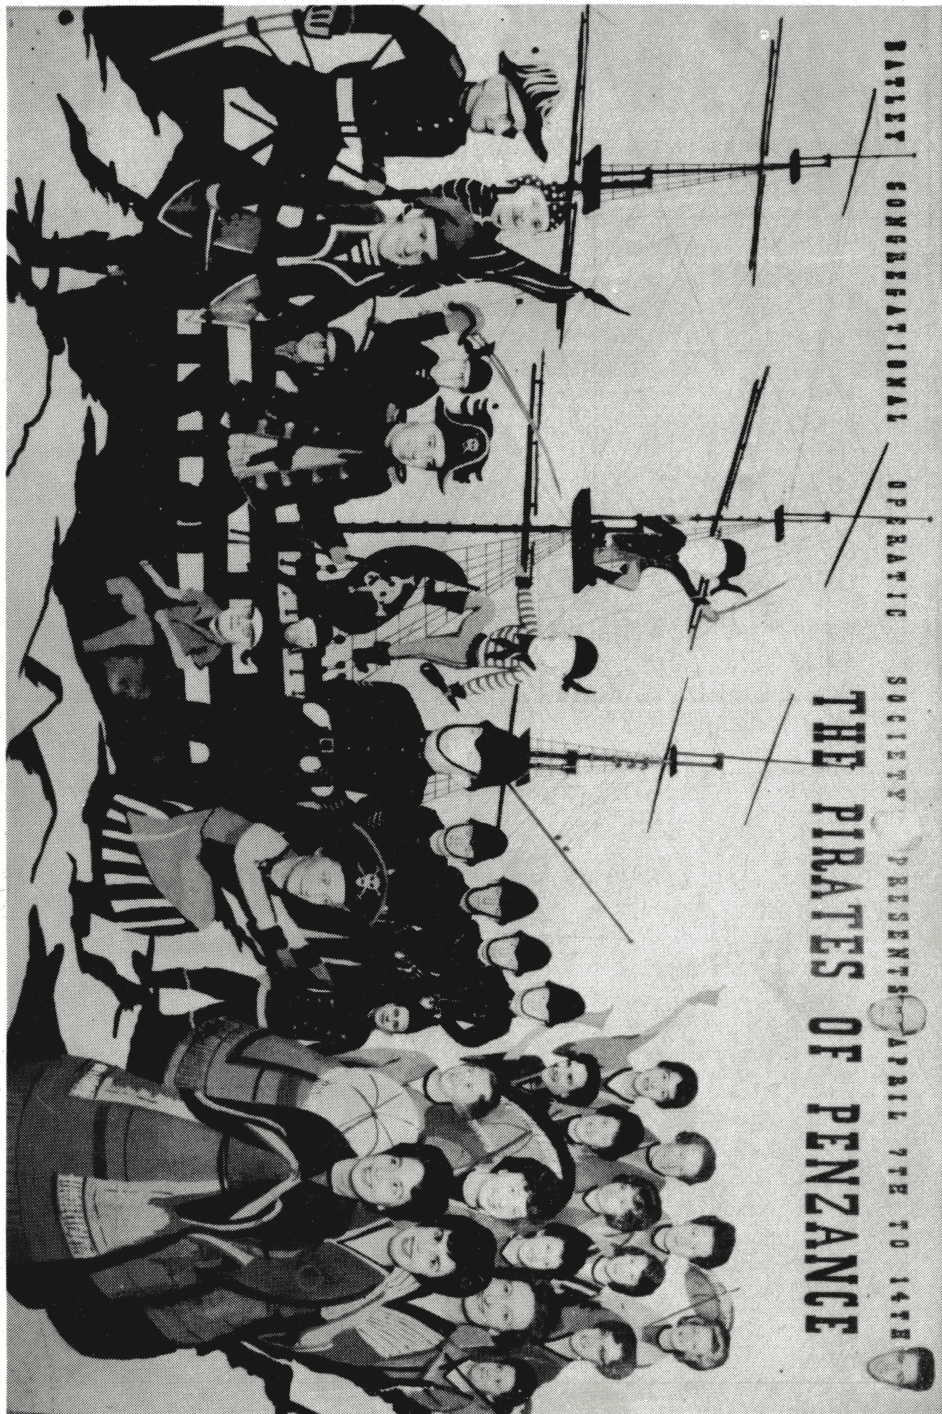 BATLEY CONGREGATIONAL OPERATIC SOCIETY PRESENTS APRIL 7TH TO 14TH
THE PIRATES OF PENZANCE